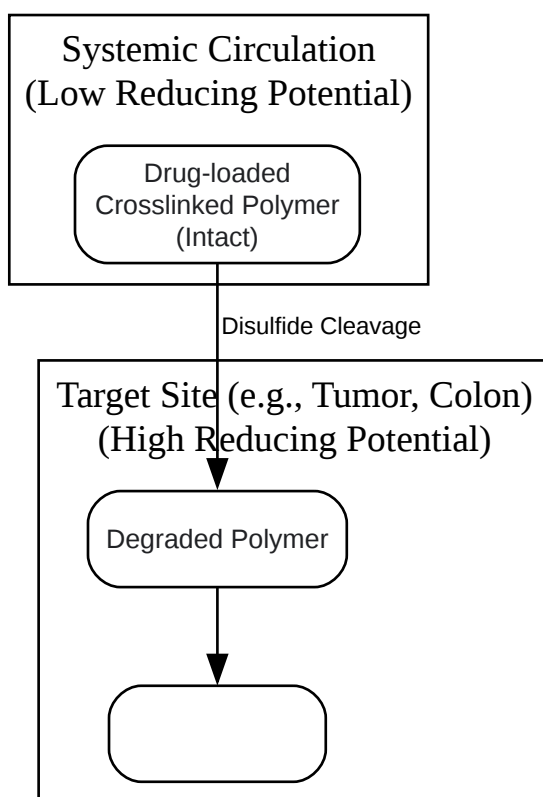 Systemic Circulation
(Low Reducing Potential)
Drug-loaded
Crosslinked Polymer
(Intact)
Disulfide Cleavage
Target Site (e.g., Tumor, Colon)
(High Reducing Potential)
Degraded Polymer